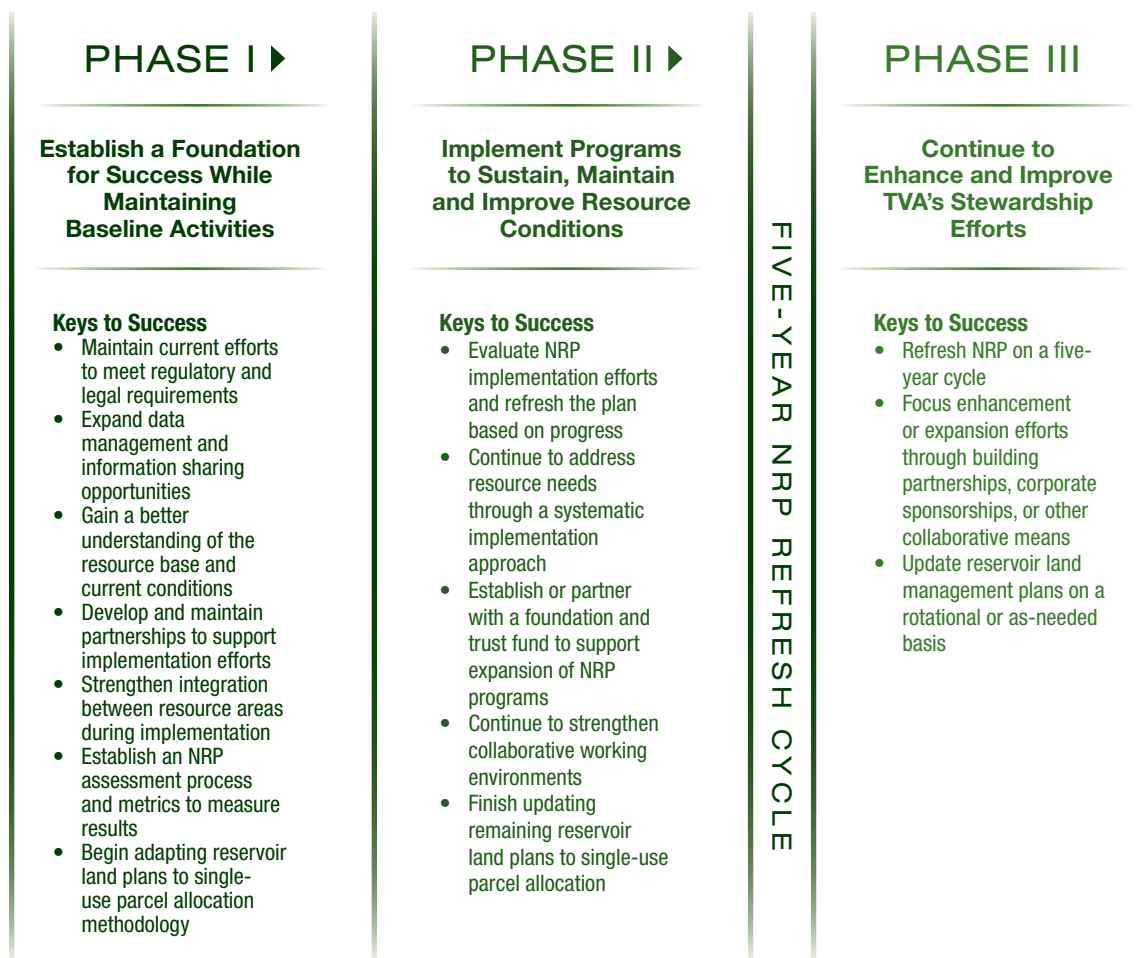 PHASE I
Establish a Foundation
for Success While
Maintaining
Baseline Activities
Keys to Success
• Maintain current efforts
to meet regulatory and
legal requirements
• Expand data
management and
information sharing
opportunities
• Gain a better
understanding of the
resource base and
current conditions
• Develop and maintain
partnerships to support
implementation efforts
• Strengthen integration
between resource areas
during implementation
• Establish an NRP
assessment process
and metrics to measure
results
• Begin adapting reservoir
land plans to single-
use parcel allocation
methodology
PHASE II
Implement Programs
to Sustain, Maintain
and Improve Resource
Conditions
Keys to Success
• Evaluate NRP
implementation efforts
and refresh the plan
based on progress
• Continue to address
resource needs
through a systematic
implementation
approach
• Establish or partner
with a foundation and
trust fund to support
expansion of NRP
programs
• Continue to strengthen
collaborative working
environments
• Finish updating
remaining reservoir
land plans to single-use
parcel allocation
FIVE-YEAR NRP REFRESH CYCLE
PHASE III
Continue to
Enhance and Improve
TVA’s Stewardship
Efforts
Keys to Success
• Refresh NRP on a five-
year cycle
• Focus enhancement
or expansion efforts
through building
partnerships, corporate
sponsorships, or other
collaborative means
• Update reservoir land
management plans on a
rotational or as-needed
basis